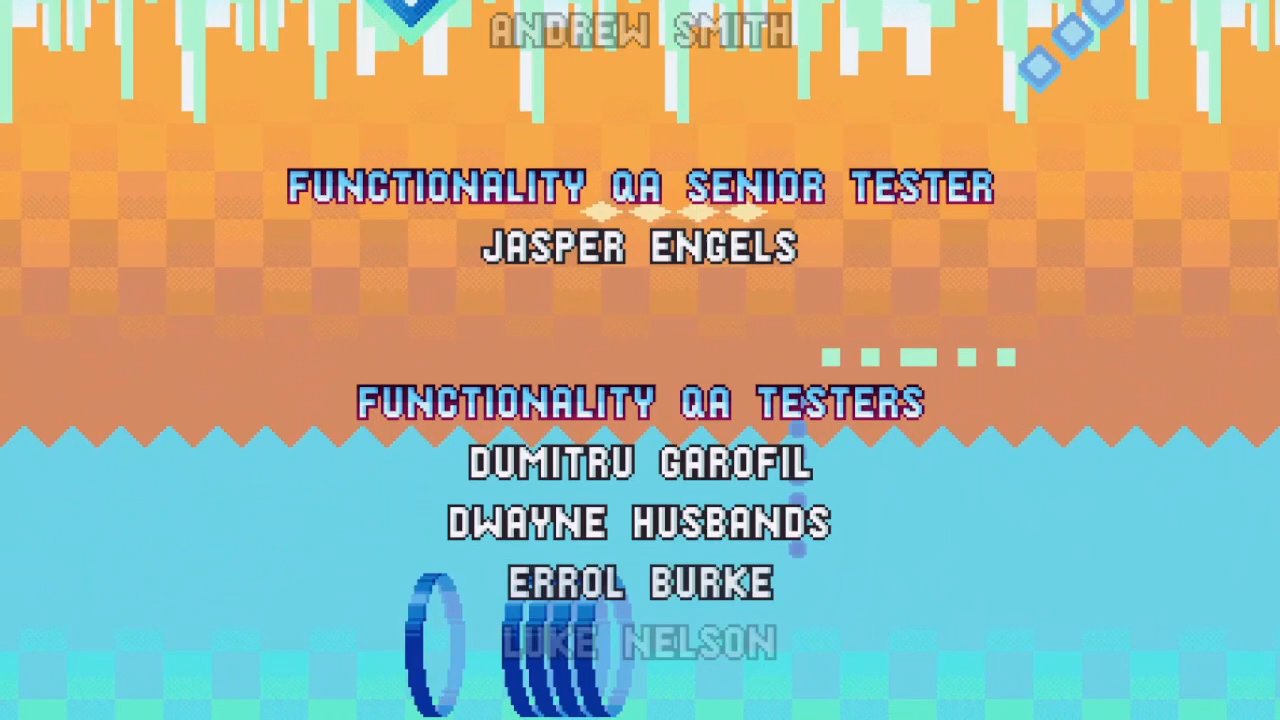 ANDREW SMITH
FUNCTIONALITY QA SENIOR TESTER
JASPER ENGELS
FUNCTIONALITY QA TESTERS
DUMITRU GAROFIL
DWAYNE HUSBANDS
ERROL BURKE
LUKE NELSON